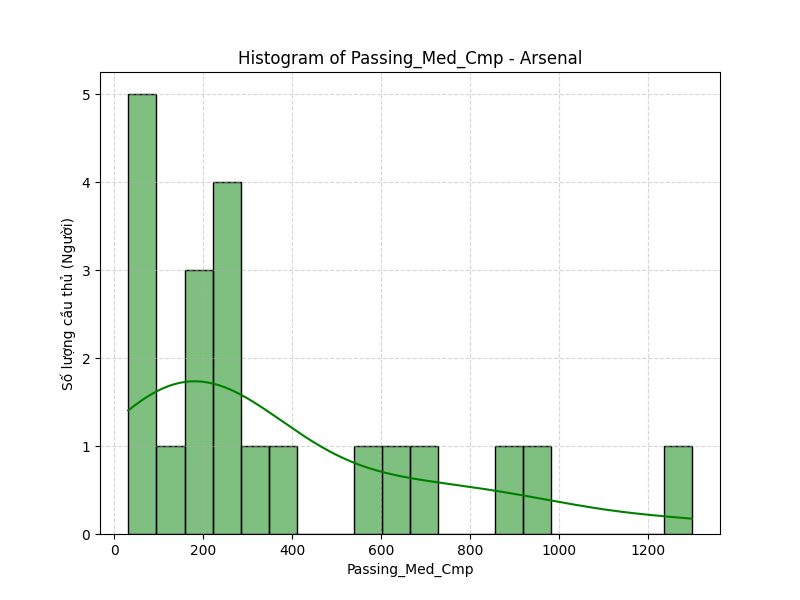 Histogram of Passing_Med_Cmp - Arsenal
Số lượng cầu thủ (Người)
5
4
3
2
1
0
0 200 400 600 800 1000 1200
Passing_Med_Cmp